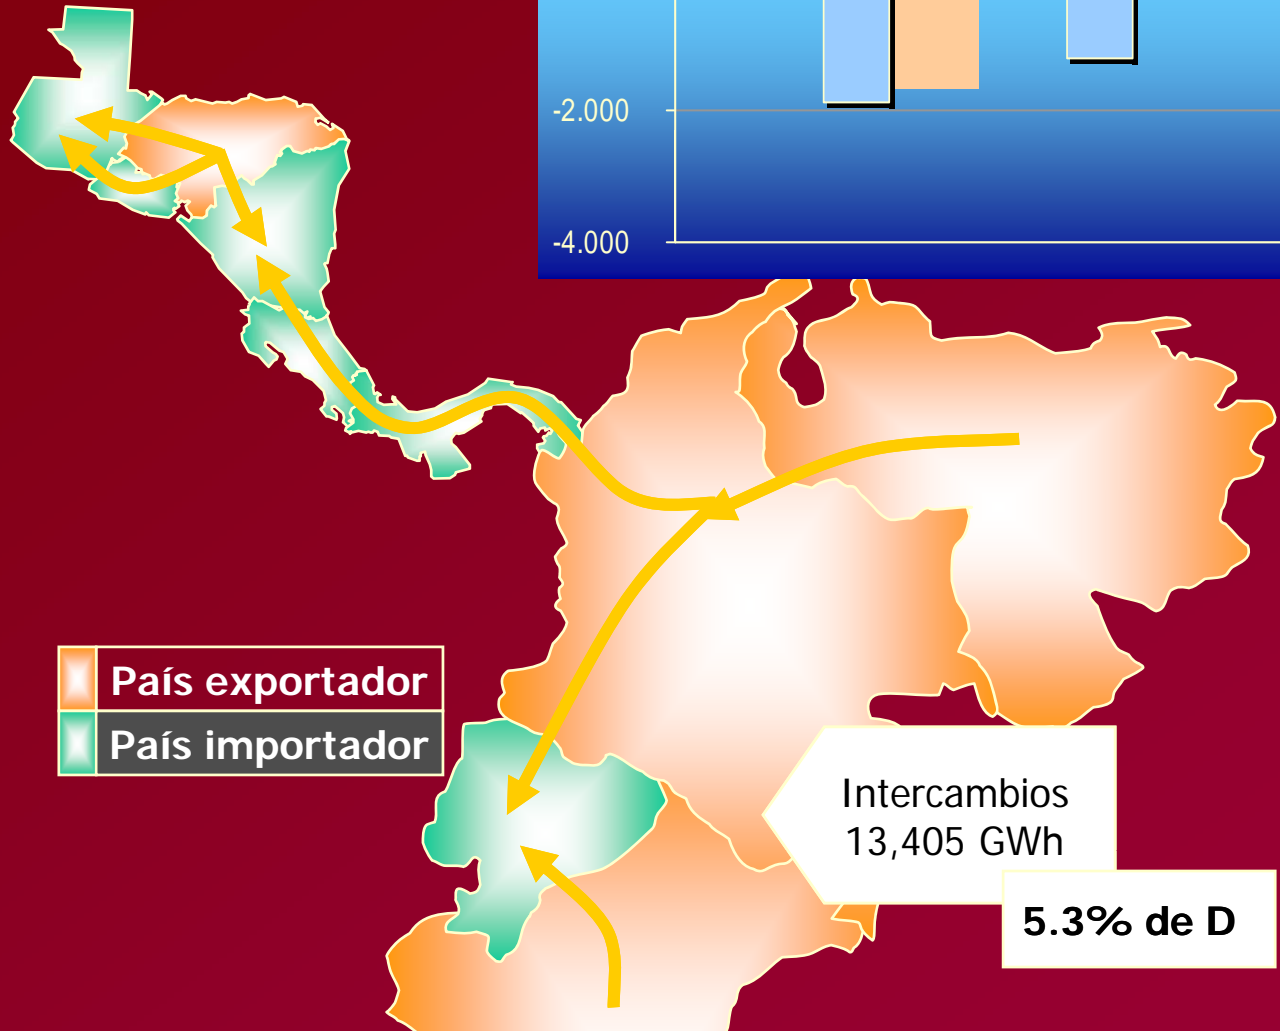 -2.000
-4.000
País exportador
País importador
Intercambios
13,405 GWh
5.3% de D